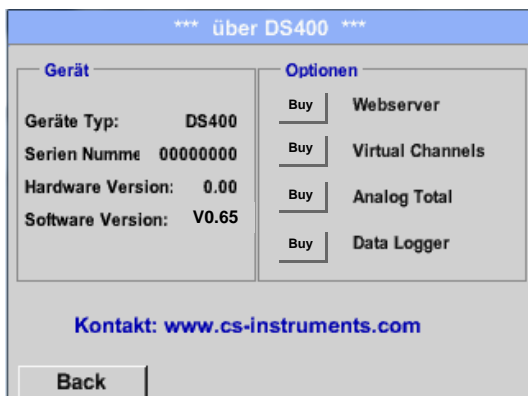 *** über DS400 ***
Gerät
Geräte Typ: DS400
Serien Numme 00000000
Hardware Version: 0.00
Software Version: V0.65
Optionen
Buy Webserver
Buy Virtual Channels
Buy Analog Total
Buy Data Logger
Kontakt: www.cs-instruments.com
Back